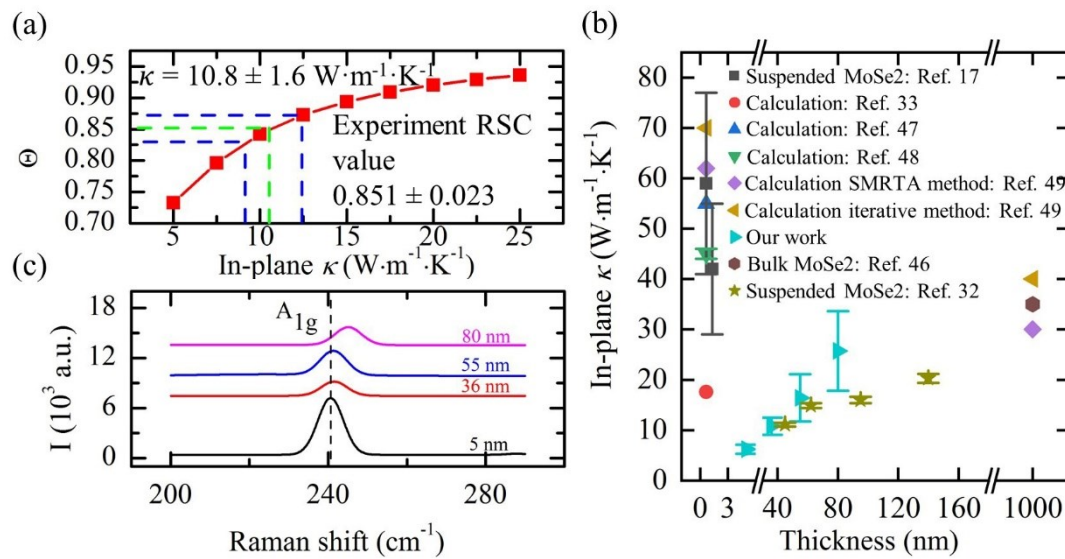 (a)
0.95
0.90
0.85
0.80
0.75
0.70
Θ
κ = 10.8 ± 1.6 W·m⁻¹·K⁻¹
Experiment RSC
value
0.851 ± 0.023
5 10 15 20 25
In-plane κ (W·m⁻¹·K⁻¹)
(c)
18
12
6
0
I (10³ a.u.)
A1g
80 nm
55 nm
36 nm
5 nm
200 240 280
Raman shift (cm⁻¹)
(b)
80
70
60
50
40
30
20
10
0
In-plane κ (W·m⁻¹·K⁻¹)
Suspended MoSe2: Ref. 17
Calculation: Ref. 33
Calculation: Ref. 47
Calculation: Ref. 48
Calculation SMRTA method: Ref. 49
Calculation iterative method: Ref. 49
Our work
Bulk MoSe2: Ref. 46
Suspended MoSe2: Ref. 32
0 3 40 80 120 160 1000
Thickness (nm)